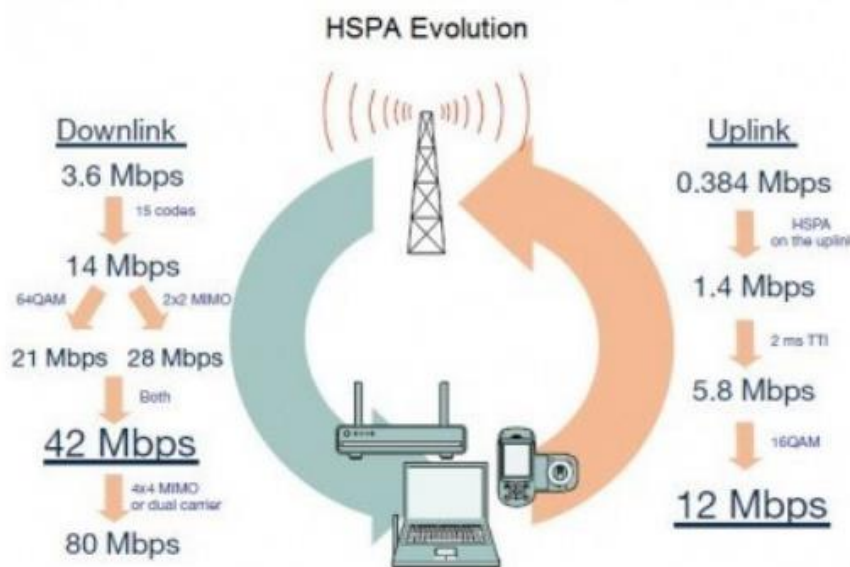 HSPA Evolution
Downlink
3.6 Mbps
15 codes
14 Mbps
64QAM
2x2 MIMO
21 Mbps
28 Mbps
Both
42 Mbps
4x4 MIMO
or dual carrier
80 Mbps
Uplink
0.384 Mbps
HSPA
on the uplink
1.4 Mbps
2 ms TTI
5.8 Mbps
16QAM
12 Mbps